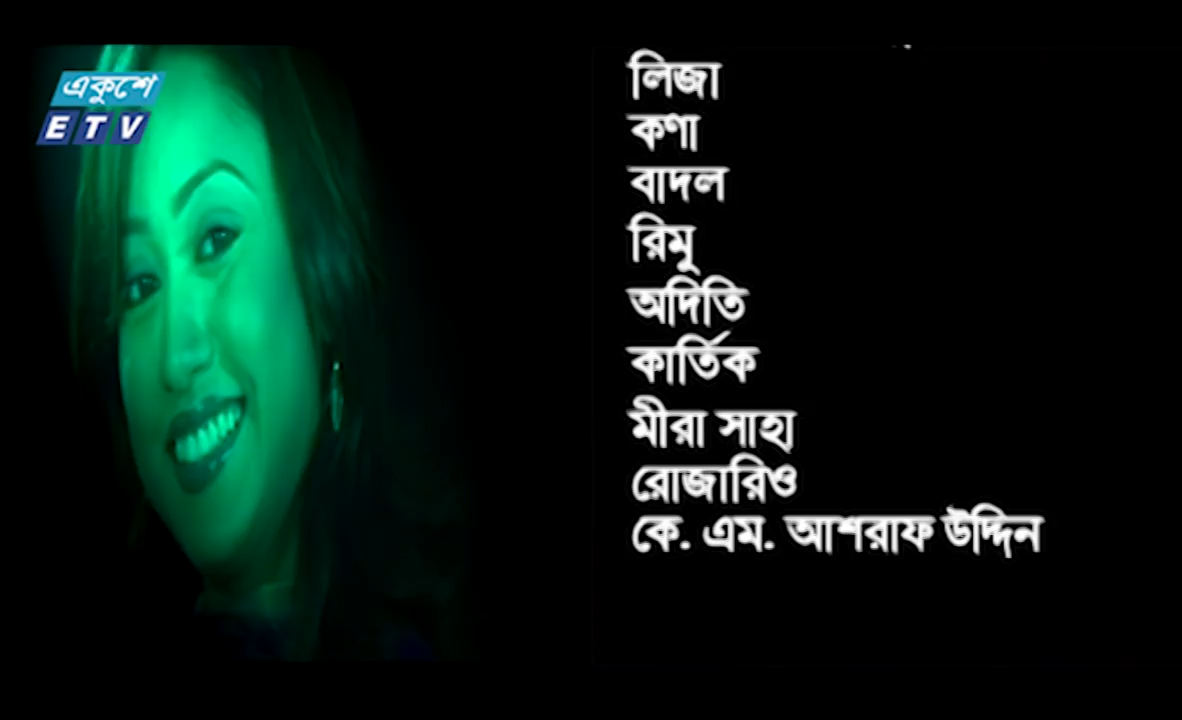 একুশে
ETV
লিজা
কণা
বাদল
রিমু
অদিতি
কার্তিক
মীরা সাহা
রোজারিও
কে. এম. আশরাফ উদ্দিন